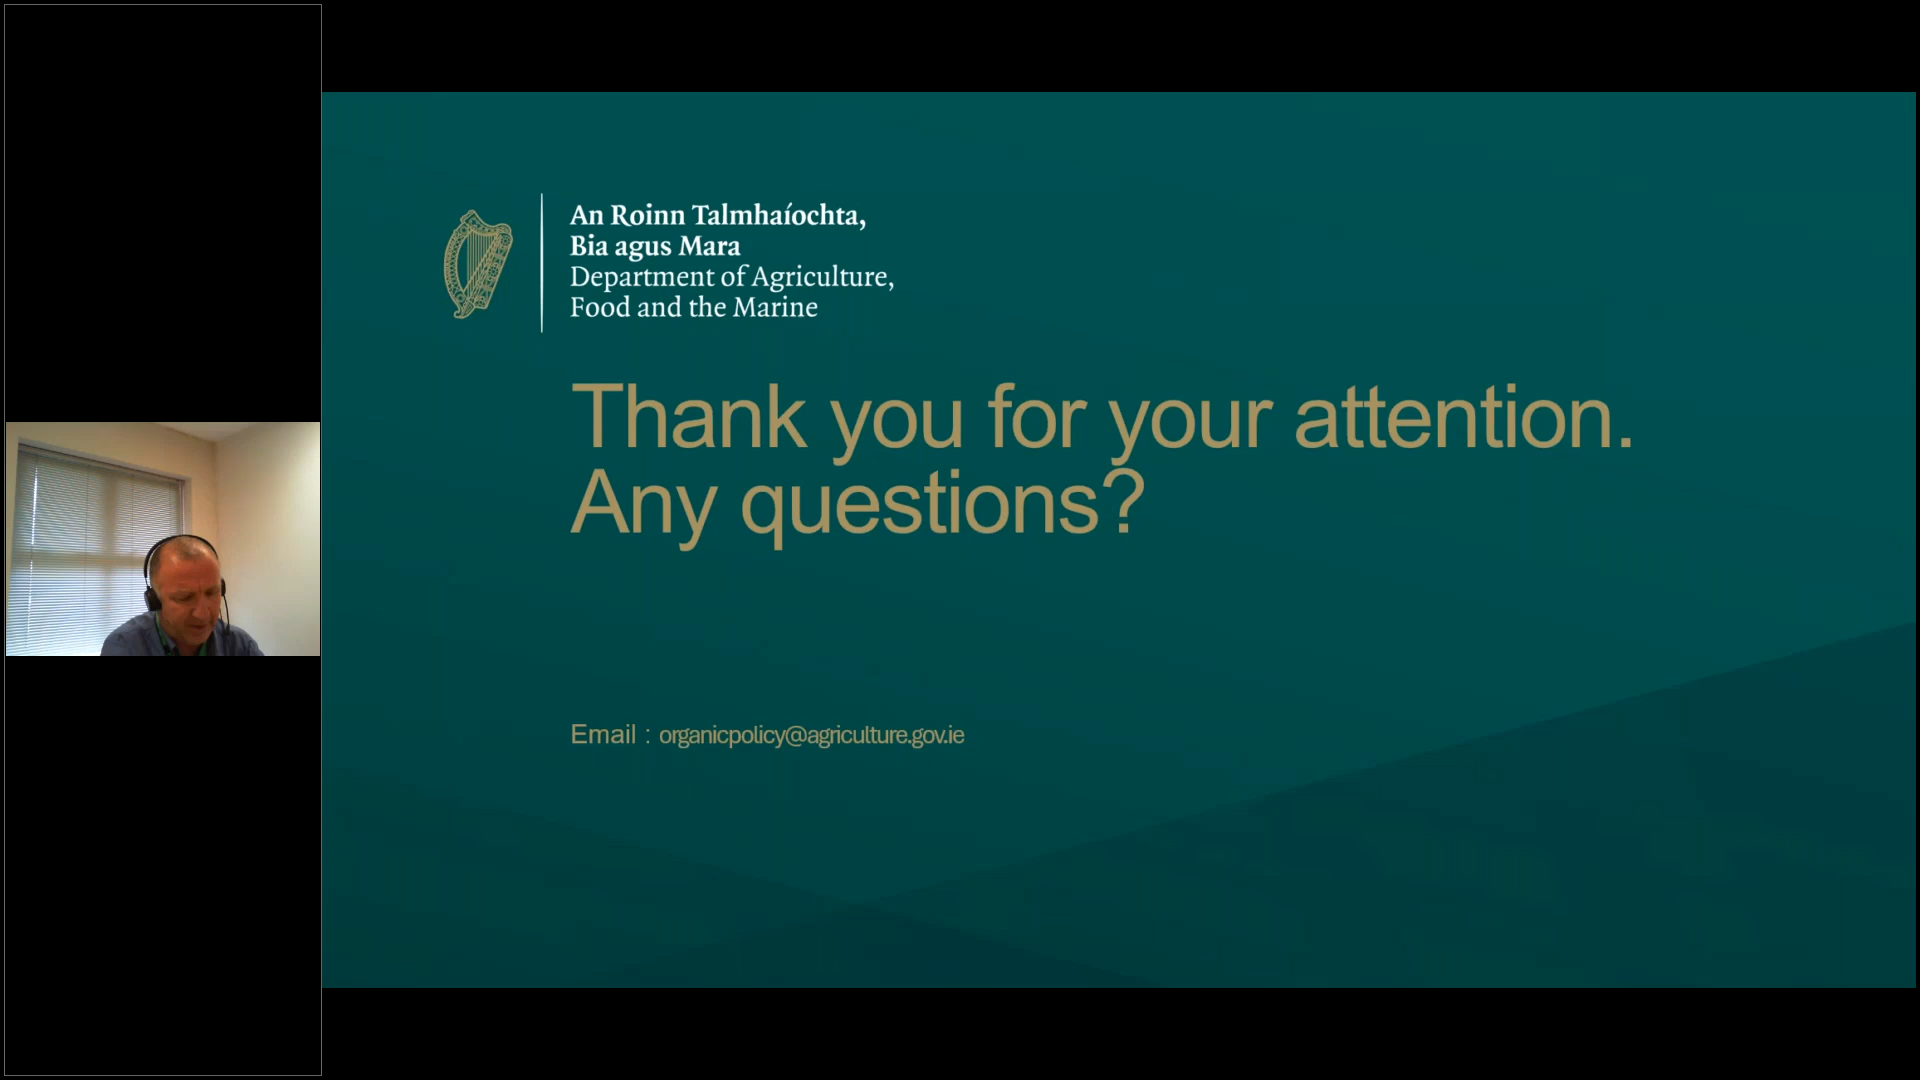 An Roinn Talmhaíochta,
Bia agus Mara
Department of Agriculture,
Food and the Marine
Thank you for your attention.
Any questions?
Email : organicpolicy@agriculture.gov.ie